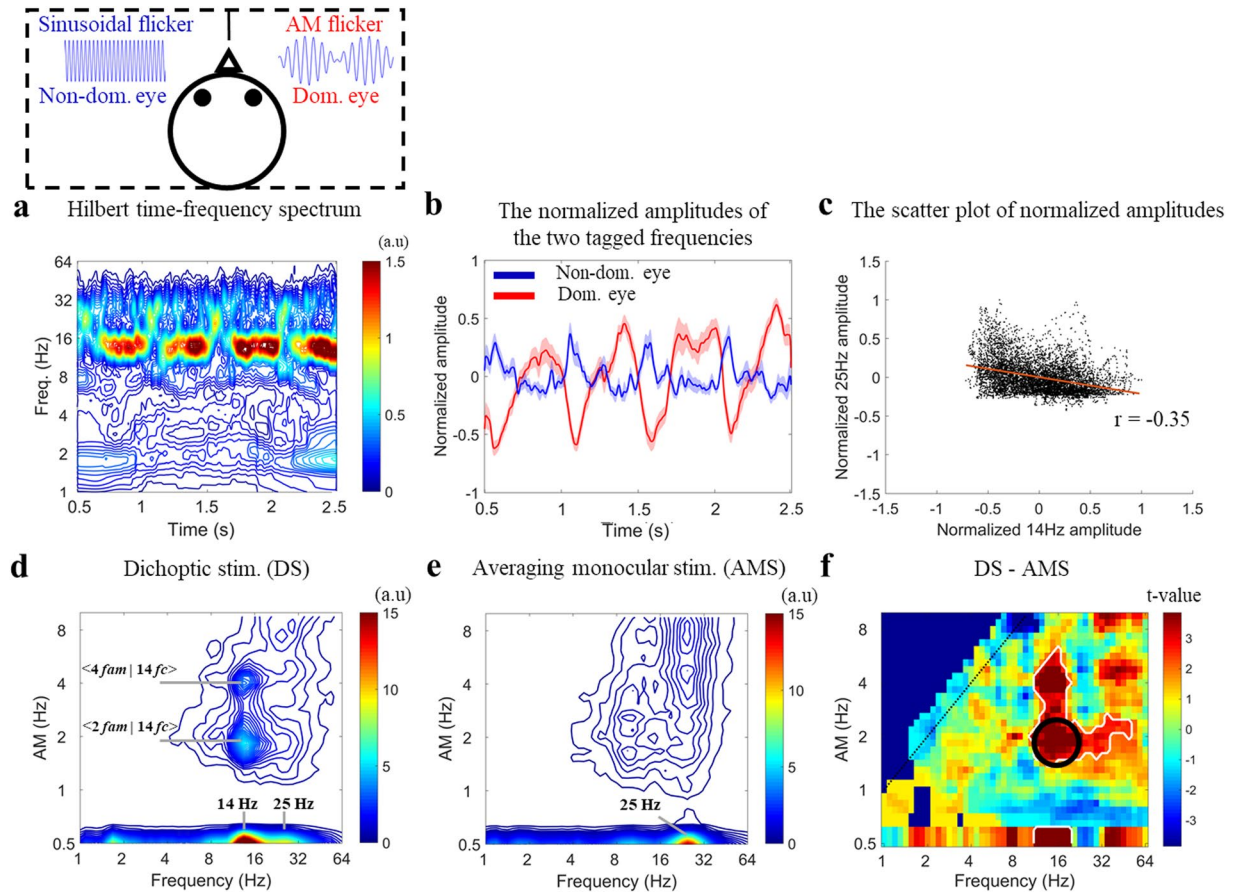 Sinusoidal flicker
AM flicker
Non-dom. eye
Dom. eye
a
Hilbert time-frequency spectrum
(a.u)
64
32
16
8
4
2
1
Freq. (Hz)
0.5
1.0
1.5
2.0
2.5
Time (s)
1.5
1
0.5
0
b
The normalized amplitudes of
the two tagged frequencies
Non-dom. eye
Dom. eye
1
0.5
0
-0.5
-1
Normalized amplitude
0.5
1.0
1.5
2.0
2.5
Time (s)
c
The scatter plot of normalized amplitudes
1.5
1
0.5
0
-0.5
-1
-1.5
Normalized 25Hz amplitude
r = -0.35
-1.5
-1
-0.5
0
0.5
1
1.5
Normalized 14Hz amplitude
d
Dichoptic stim. (DS)
(a.u)
8
4
2
1
0.5
AM (Hz)
<4 fam | 14 fc>
<2 fam | 14 fc>
14 Hz
25 Hz
1
2
4
8
16
32
64
Frequency (Hz)
15
10
5
0
e
Averaging monocular stim. (AMS)
(a.u)
8
4
2
1
0.5
AM (Hz)
25 Hz
1
2
4
8
16
32
64
Frequency (Hz)
15
10
5
0
f
DS - AMS
t-value
8
4
2
1
0.5
AM (Hz)
1
2
4
8
16
32
64
Frequency (Hz)
3
2
1
0
-1
-2
-3